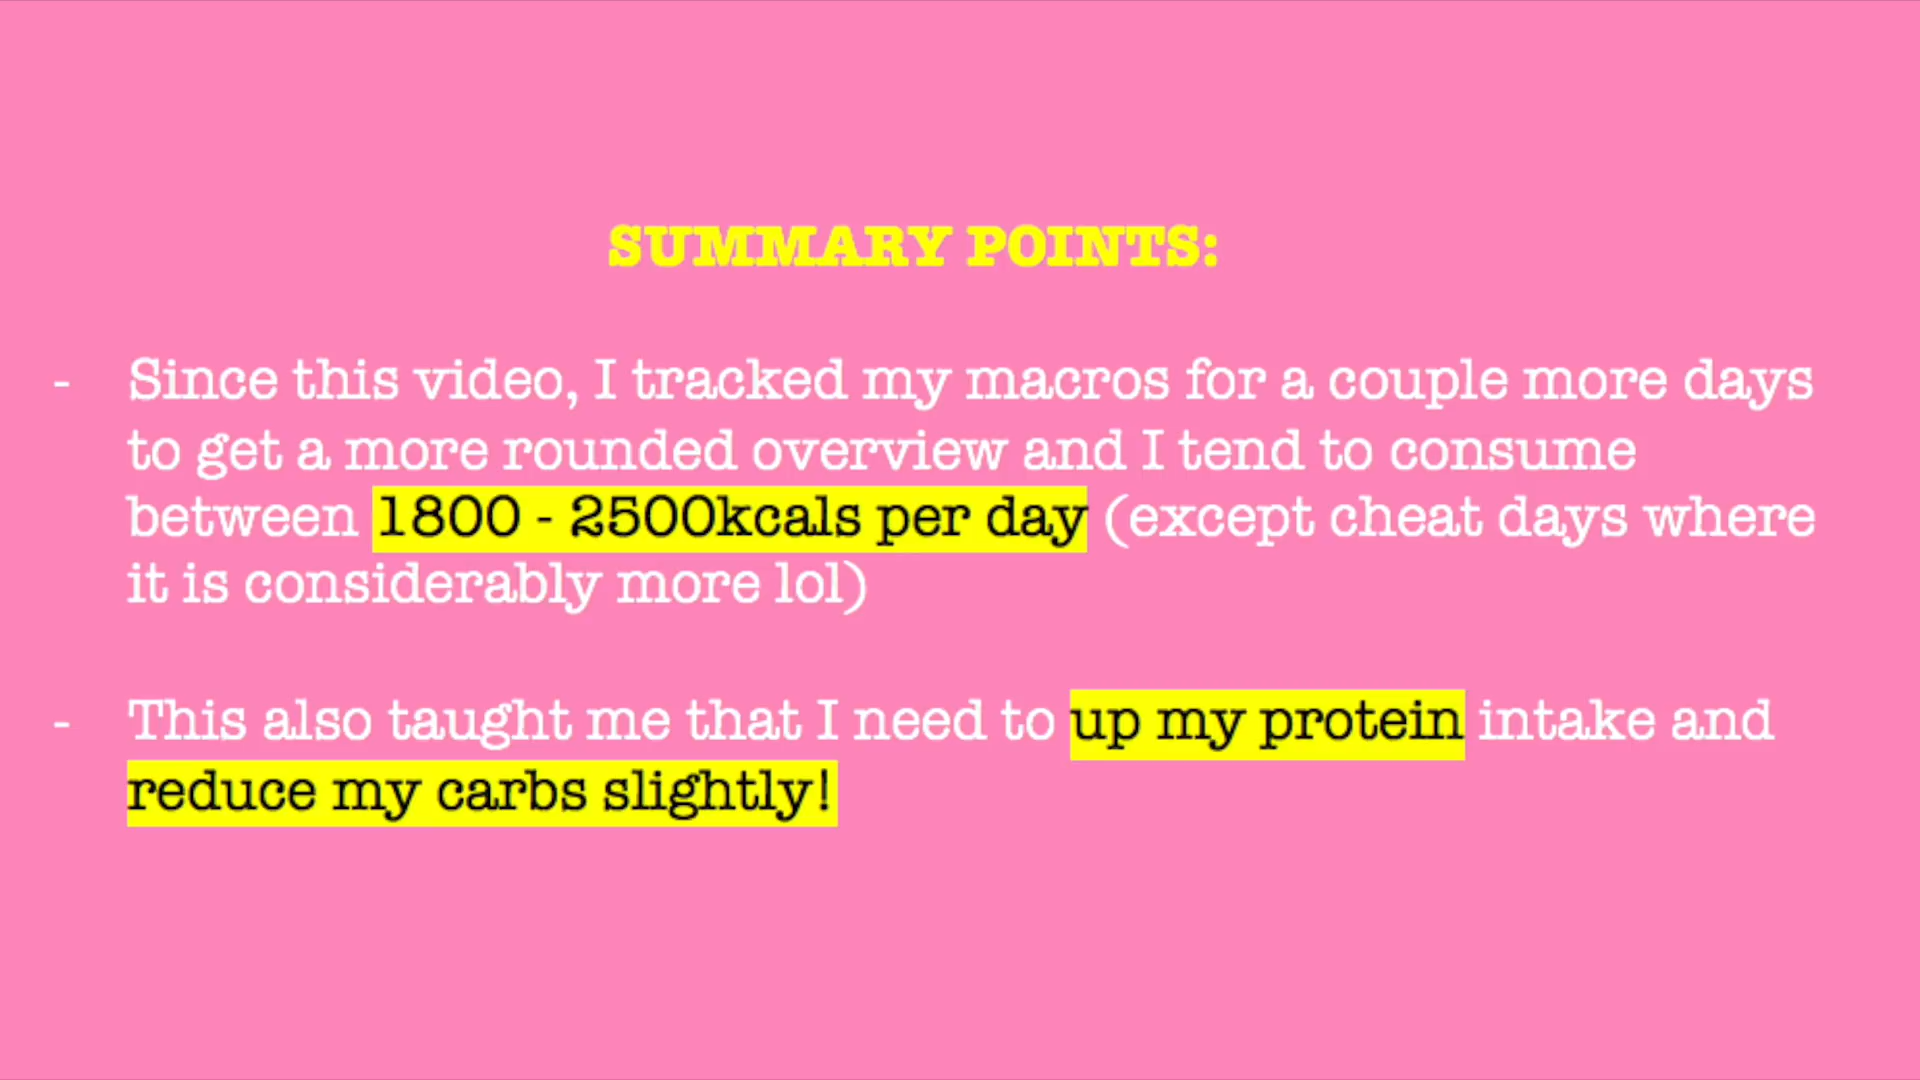 SUMMARY POINTS:
- Since this video, I tracked my macros for a couple more days
to get a more rounded overview and I tend to consume
between 1800 - 2500kcals per day (except cheat days where
it is considerably more lol)
- This also taught me that I need to up my protein intake and
reduce my carbs slightly!